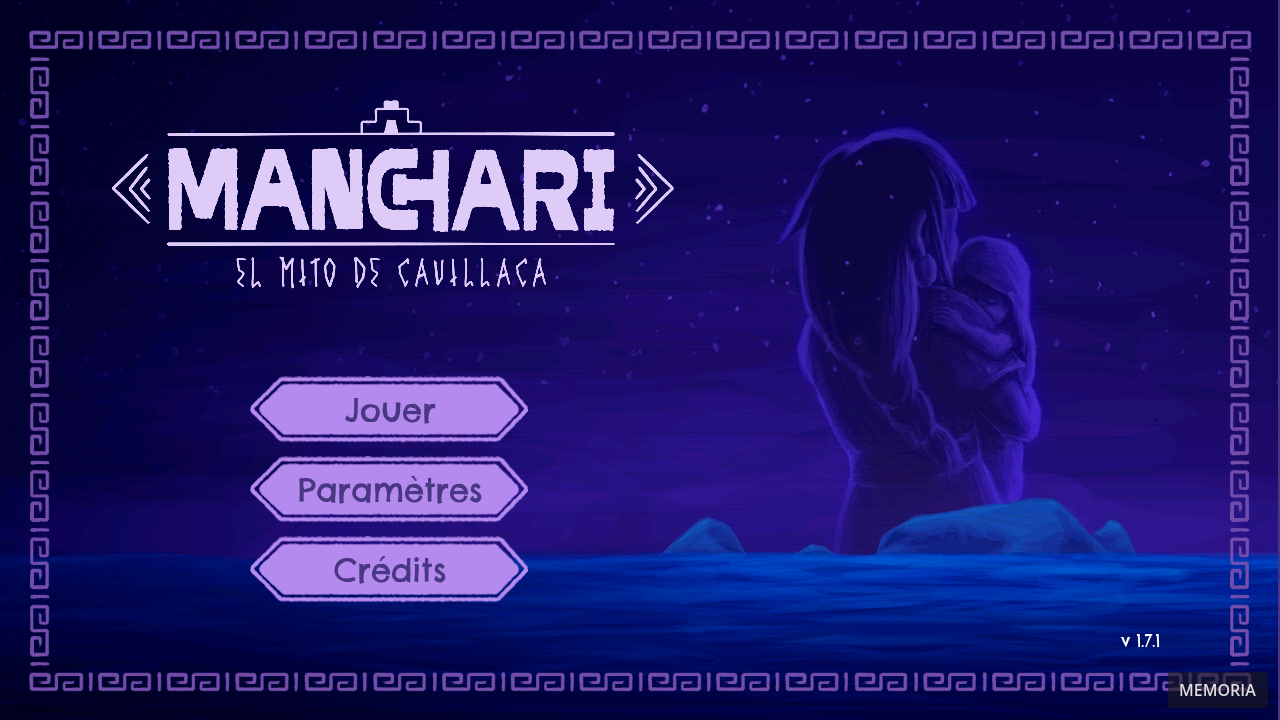 MANCHARI
EL MITO DE CAVILLACA
Jouer
Paramètres
Crédits
v 1.7.1
MEMORIA